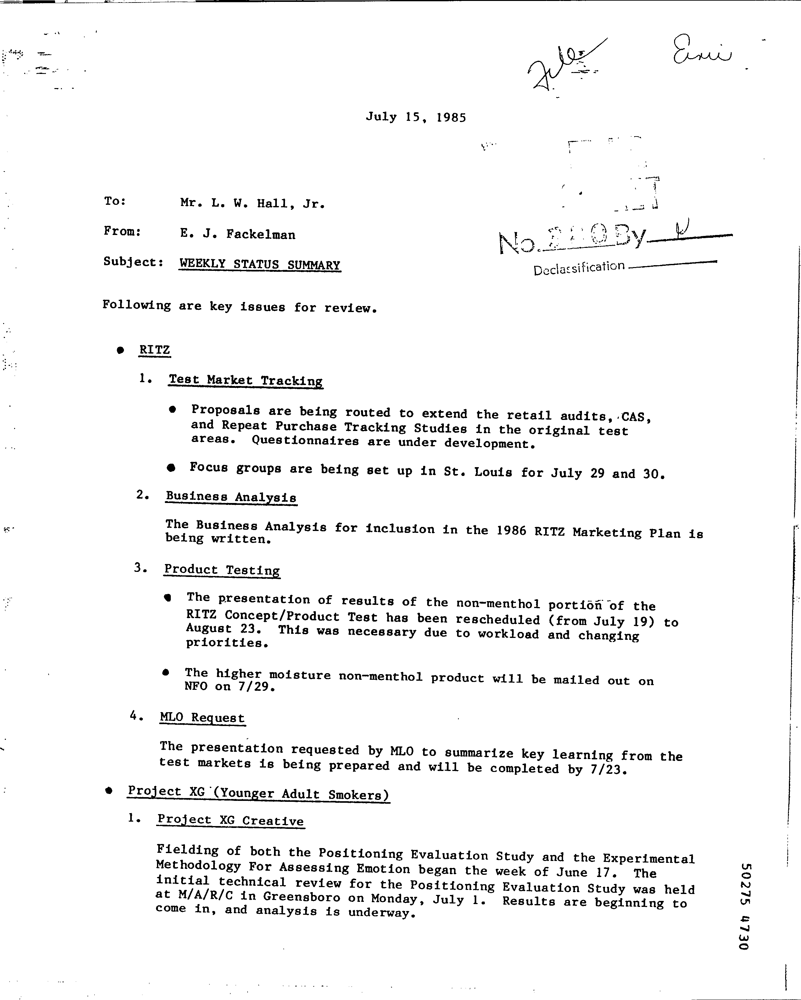 July 15, 1985
To: Mr. L. W. Hall, Jr.
From: E. J. Fackelman
No. By
Subject: WEEKLY STATUS SUMMARY
Declassification
Following are key issues for review.
• RITZ
1. Test Market Tracking
• Proposals are being routed to extend the retail audits, CAS,
and Repeat Purchase Tracking Studies in the original test
areas. Questionnaires are under development.
• Focus groups are being set up in St. Louis for July 29 and 30.
2. Business Analysis
The Business Analysis for inclusion in the 1986 RITZ Marketing Plan is
being written.
3. Product Testing
• The presentation of results of the non-menthol portion of the
RITZ Concept/Product Test has been rescheduled (from July 19) to
August 23. This was necessary due to workload and changing
priorities.
• The higher moisture non-menthol product will be mailed out on
NFO on 7/29.
4. MLO Request
The presentation requested by MLO to summarize key learning from the
test markets is being prepared and will be completed by 7/23.
• Project XG (Younger Adult Smokers)
1. Project XG Creative
Fielding of both the Positioning Evaluation Study and the Experimental
Methodology For Assessing Emotion began the week of June 17. The
initial technical review for the Positioning Evaluation Study was held
at M/A/R/C in Greensboro on Monday, July 1. Results are beginning to
come in, and analysis is underway.
50275 4730